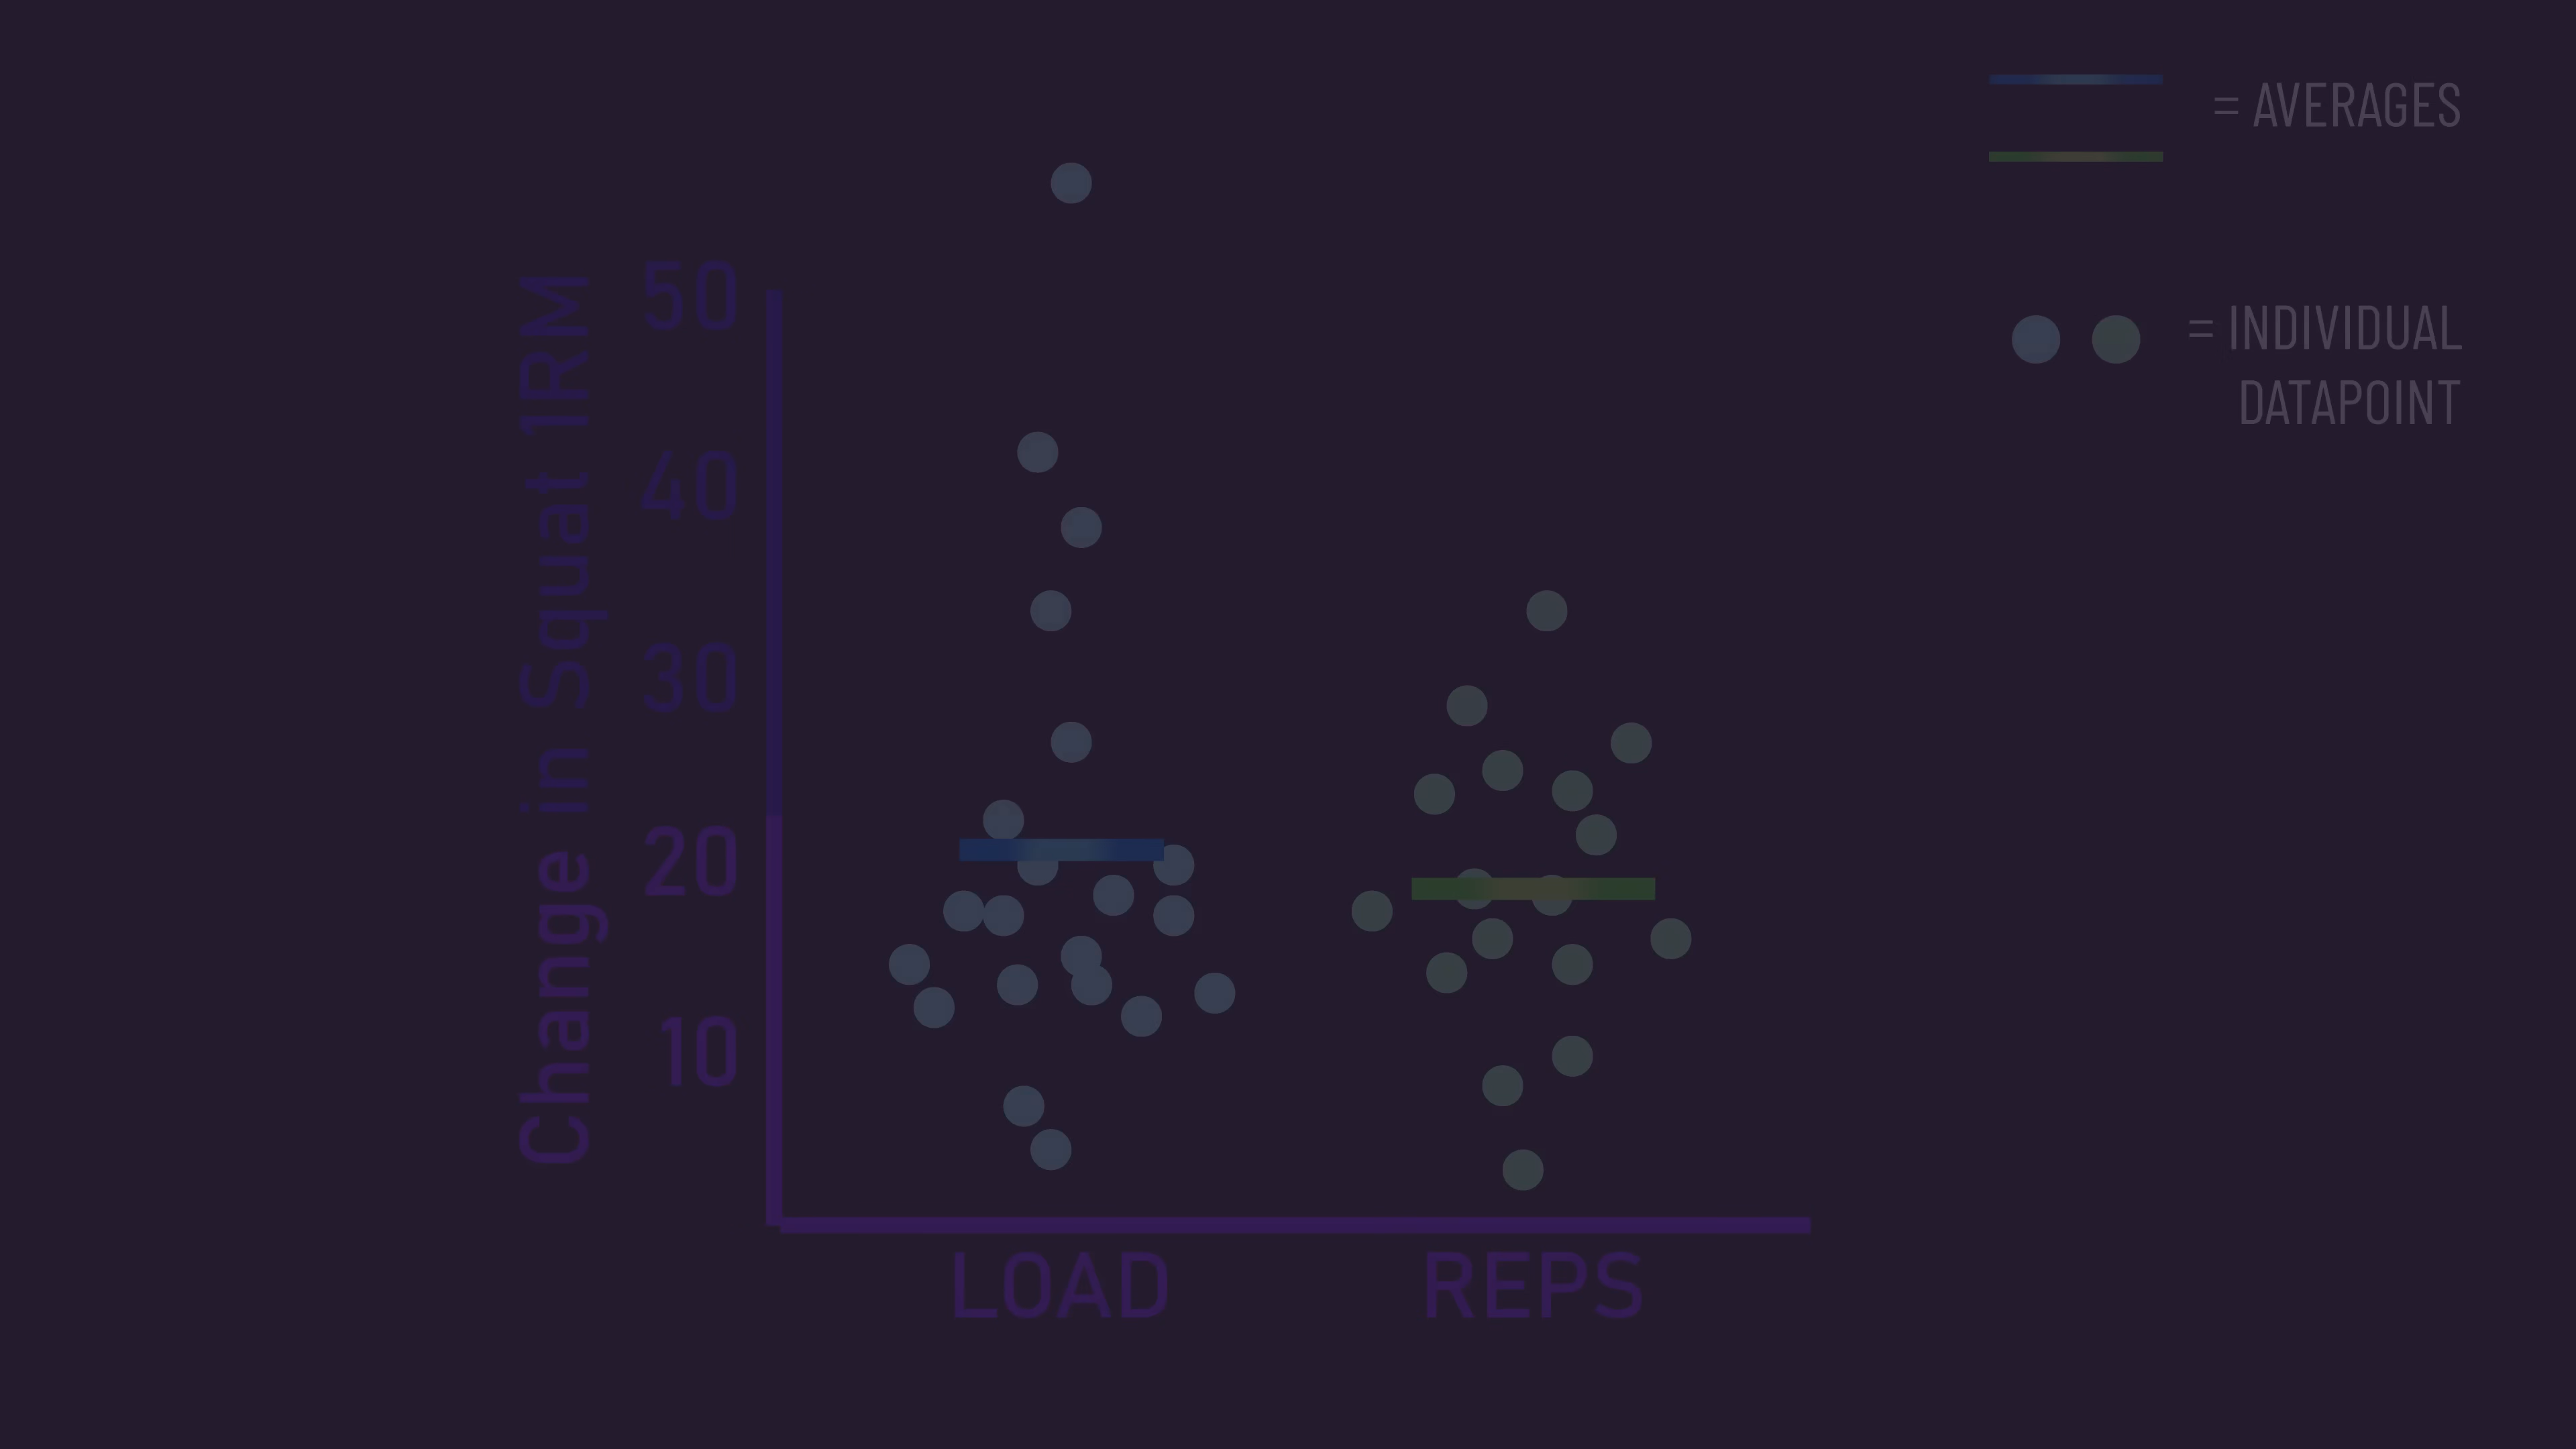 = AVERAGES
= INDIVIDUAL
DATAPOINT
Change in Squat 1RM
50
40
30
20
10
LOAD
REPS